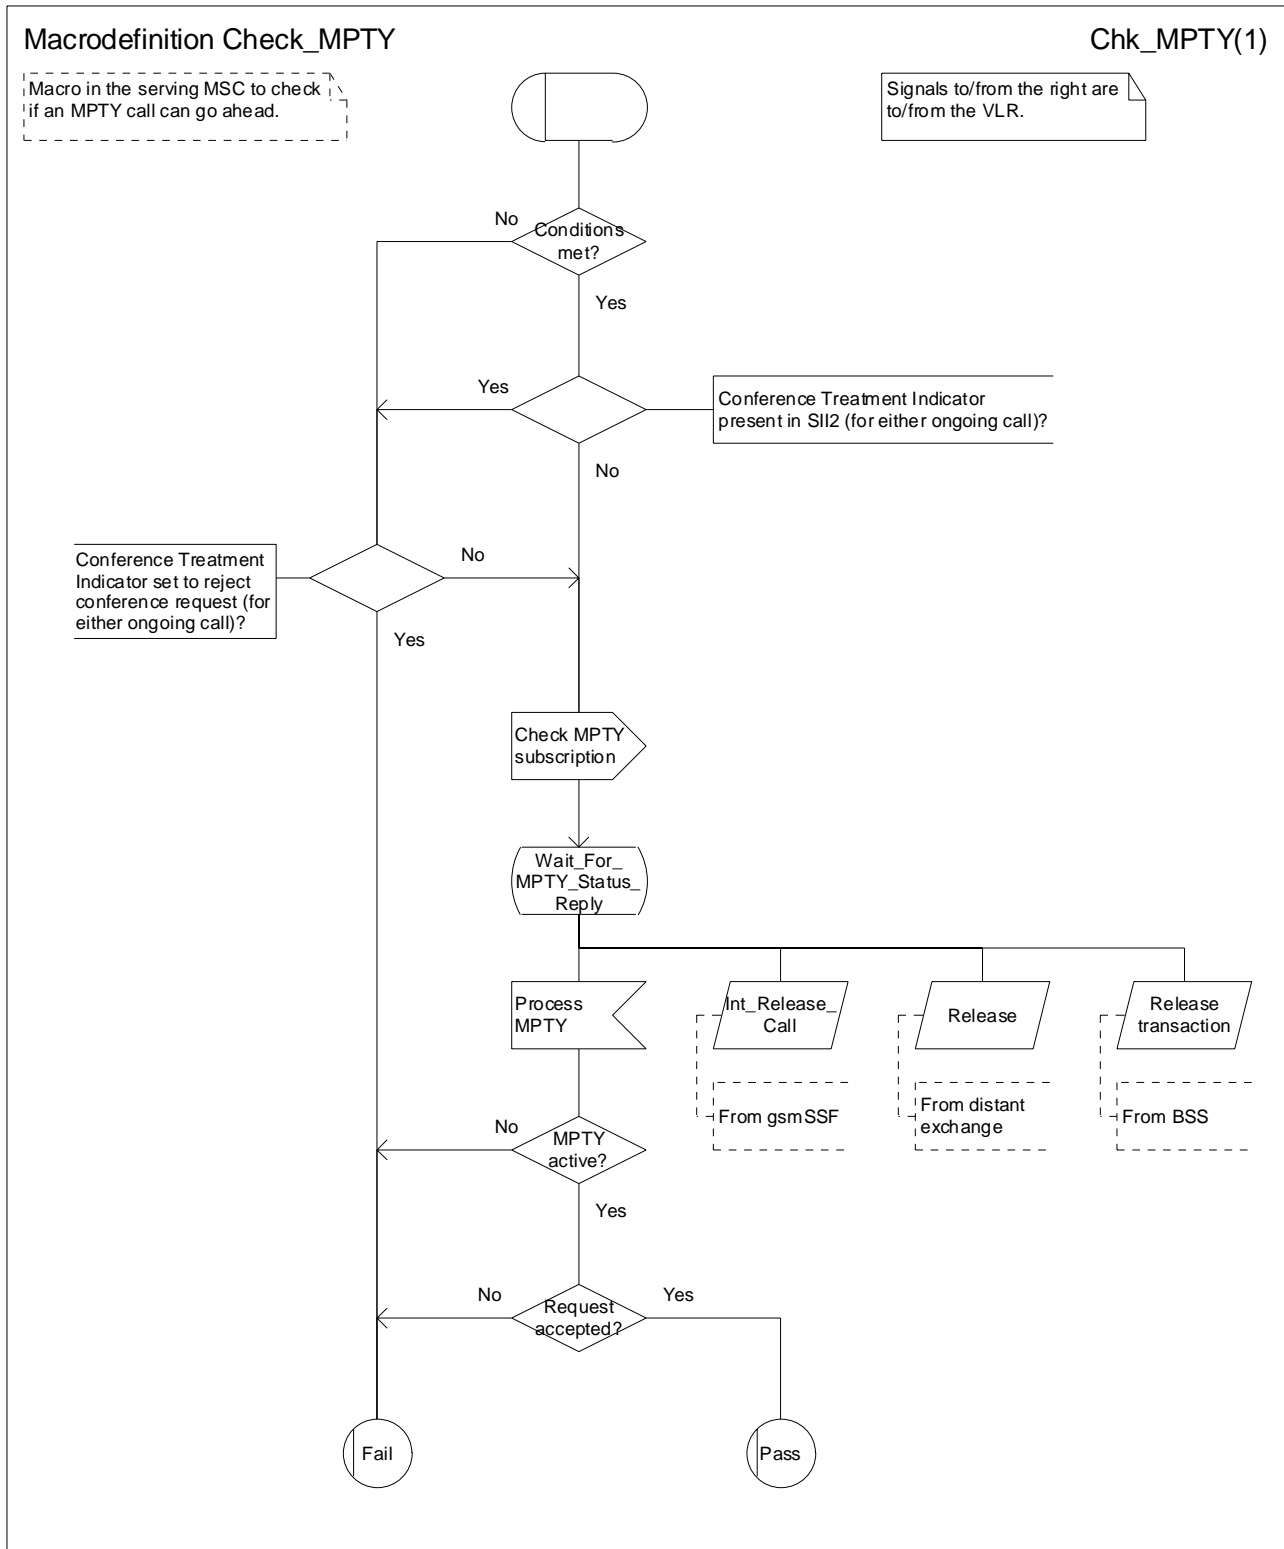 Macrodefinition Check_MPTY
Chk_MPTY(1)
Macro in the serving MSC to check
if an MPTY call can go ahead.
Signals to/from the right are
to/from the VLR.
No
Conditions
met?
Yes
Yes
Conference Treatment Indicator
present in SII2 (for either ongoing call)?
No
Conference Treatment
Indicator set to reject
conference request (for
either ongoing call)?
No
Yes
Check MPTY
subscription
Wait_For_
MPTY_Status_
Reply
Process
MPTY
Int_Release_
Call
Release
Release
transaction
From gsmSSF
From distant
exchange
From BSS
No
MPTY
active?
Yes
No
Request
accepted?
Yes
Fail
Pass